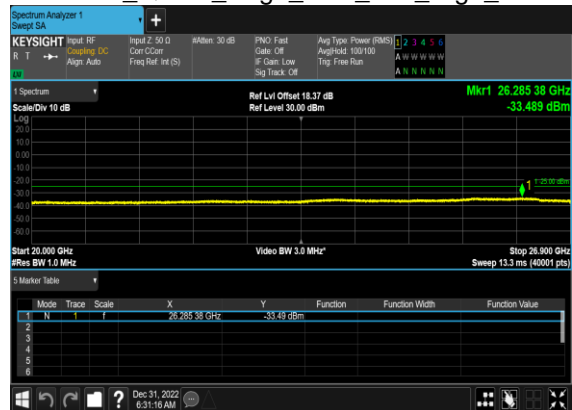 Spectrum Analyzer 1
Swept SA
+
KEYSIGHT Input: RF Input Z: 50 Ω #Atten: 30 dB PNO: Fast Avg Type: Power (RMS) 1 2 3 4 5 6
R T Coupling: DC Corr CCorr Gate: Off Avg|Hold: 100/100 A W W W W W
Align: Auto Freq Ref: Int (S) IF Gain: Low Trig: Free Run
LW Sig Track: Off A N N N N N
1 Spectrum Ref Lvl Offset 18.37 dB Mkr1 26.285 38 GHz
Scale/Div 10 dB Ref Level 30.00 dBm -33.489 dBm
Log
20.0
10.0
0.00
-10.0
-20.0
1 -25.00 dBm
1
-30.0
-40.0
-50.0
-60.0
Start 20.000 GHz Video BW 3.0 MHz* Stop 26.900 GHz
#Res BW 1.0 MHz Sweep 13.3 ms (40001 pts)
5 Marker Table
Mode Trace Scale X Y Function Function Width Function Value
1 N 1 f 26.285 38 GHz -33.49 dBm
2
3
4
5
6
? Dec 31, 2022
6:31:16 AM